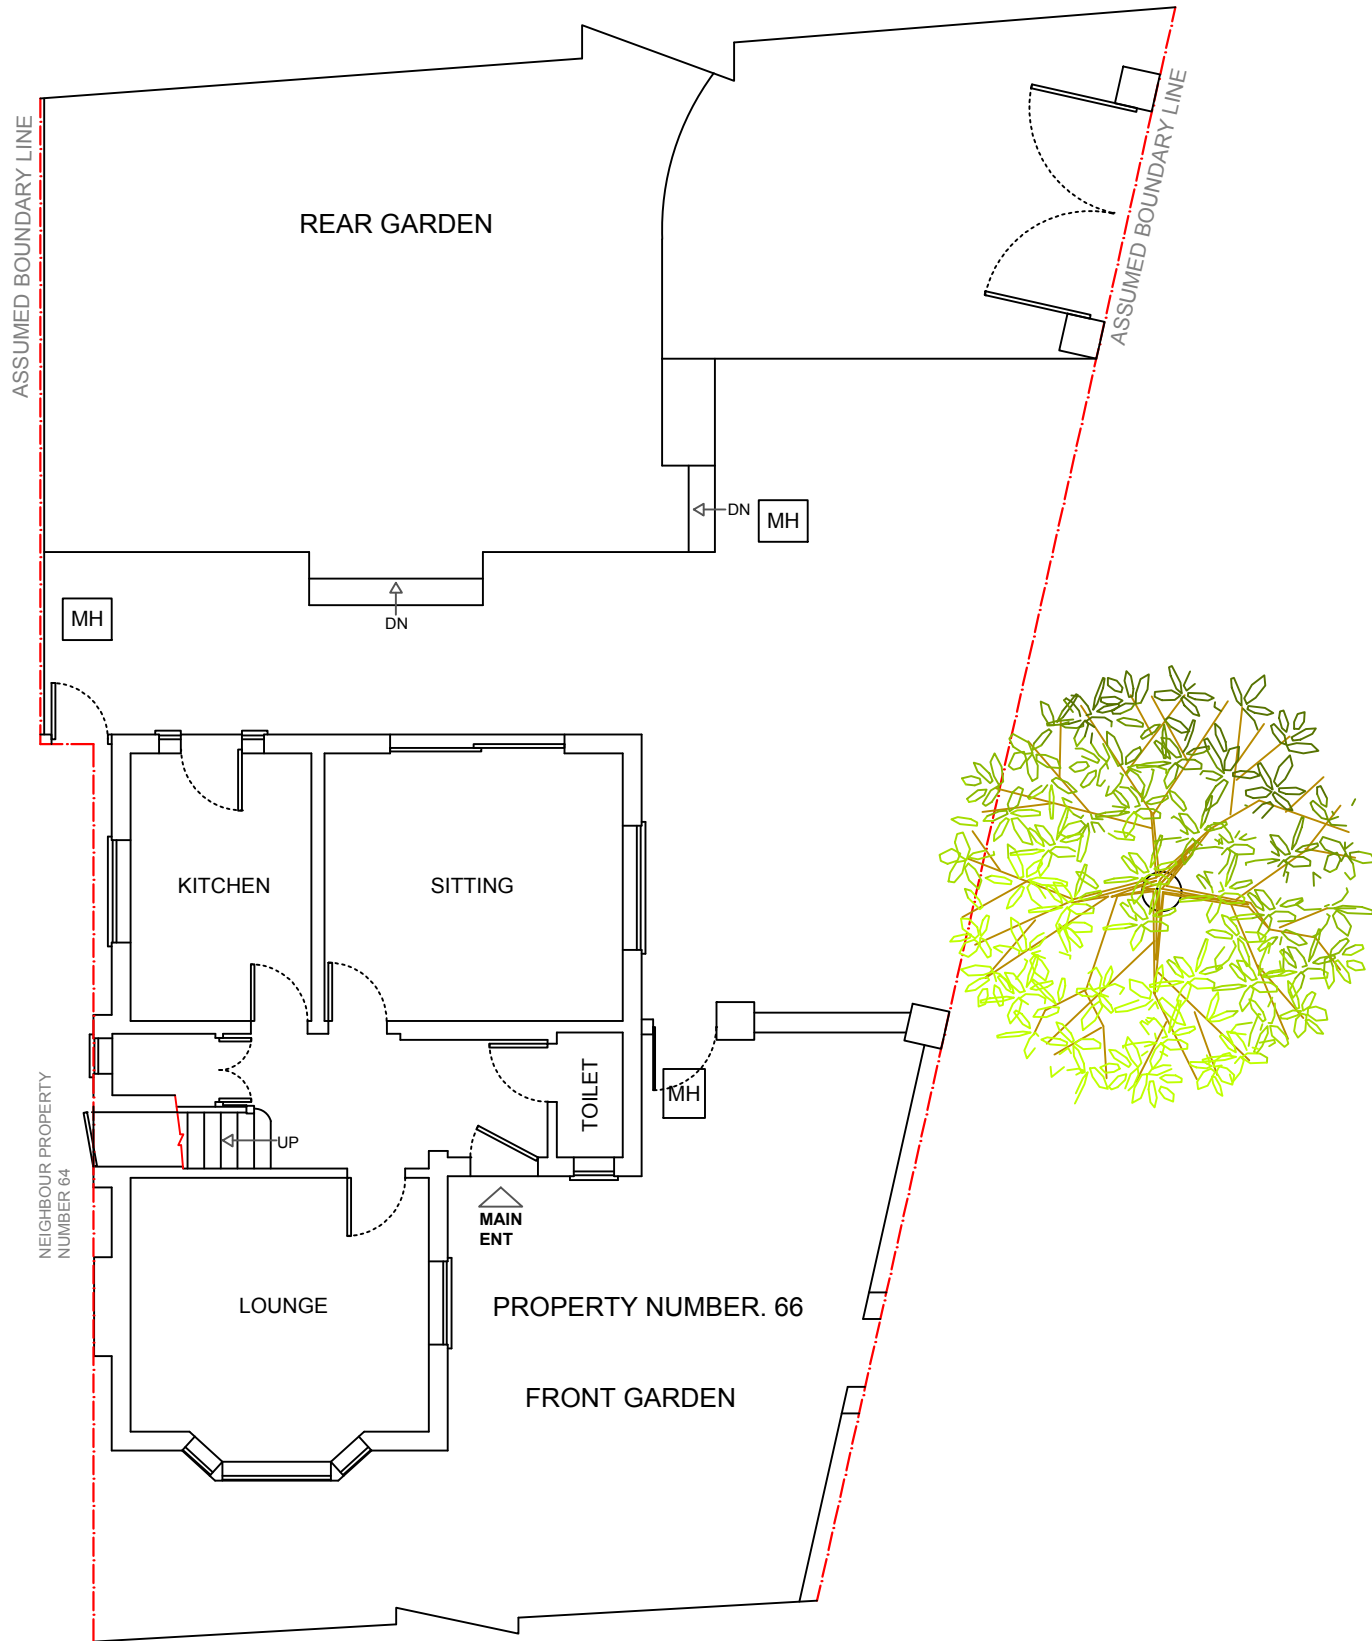 ASSUMED BOUNDARY LINE
ASSUMED BOUNDARY LINE
REAR GARDEN
DN
MH
MH
DN
KITCHEN
SITTING
TOILET
MH
UP
NEIGHBOUR PROPERTY
NUMBER 64
MAIN
ENT
LOUNGE
PROPERTY NUMBER. 66
FRONT GARDEN